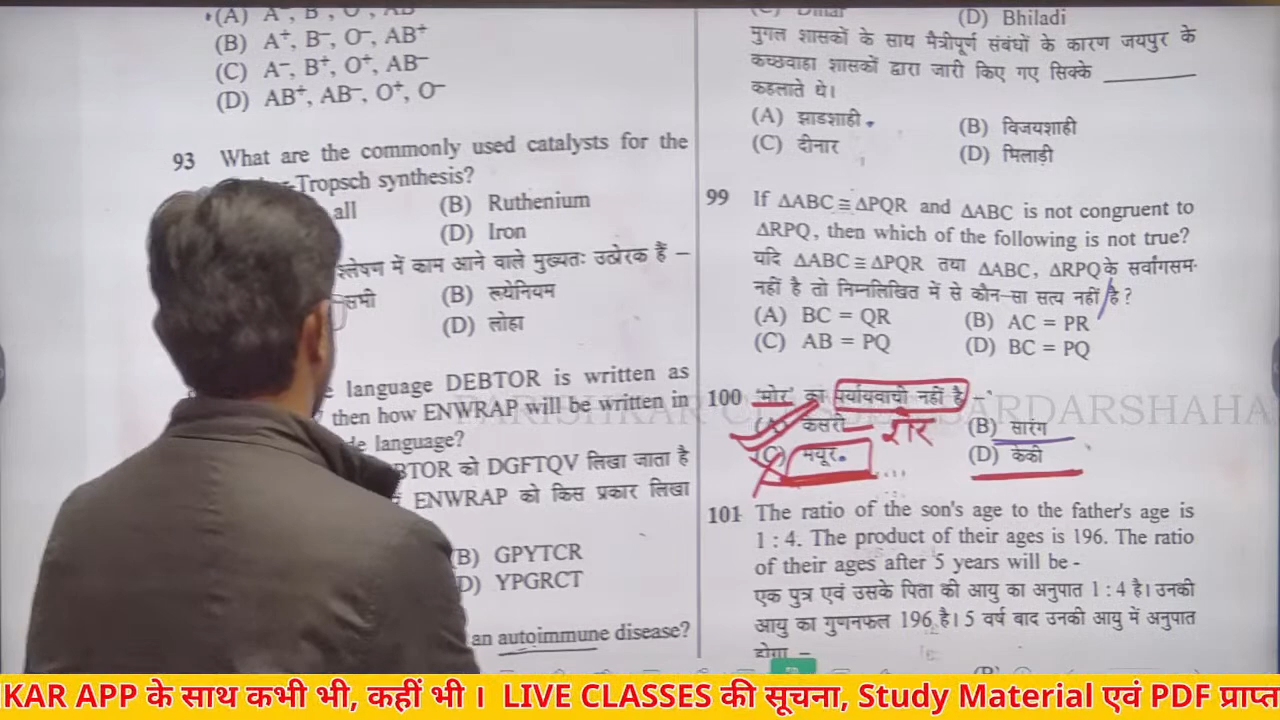 (A) A⁻, B⁻, O⁻, AB
(B) A⁺, B⁻, O⁻, AB⁺
(C) A⁻, B⁺, O⁺, AB⁻
(D) AB⁺, AB⁻, O⁺, O⁻
93 What are the commonly used catalysts for the
-Tropsch synthesis?
all (B) Ruthenium
(D) Iron
में काम आने वाले मुख्यतः उत्प्रेरक हैं –
सभी (B) रूथेनियम
(D) लोहा
language DEBTOR is written as
then how ENWRAP will be written in
language?
BTOR को DGFTQV लिखा जाता है
ENWRAP को किस प्रकार लिखा
(B) GPYTCR
D) YPGRCT
an autoimmune disease?
(D) Bhiladi
मुगल शासकों के साथ मैत्रीपूर्ण संबंधों के कारण जयपुर के
कच्छवाहा शासकों द्वारा जारी किए गए सिक्के ________
कहलाते थे।
(A) झाडशाही (B) विजयशाही
(C) दीनार (D) भिलाड़ी
99 If ΔABC ≅ ΔPQR and ΔABC is not congruent to
ΔRPQ, then which of the following is not true?
यदि ΔABC ≅ ΔPQR तथा ΔABC, ΔRPQ के सर्वांगसम
नहीं है तो निम्नलिखित में से कौन-सा सत्य नहीं है ?
(A) BC = QR (B) AC = PR
(C) AB = PQ (D) BC = PQ
100 'मोर' का पर्यायवाची नहीं है –
(A) केसरी शेर (B) सारंग
(C) मयूर (D) केकी
101 The ratio of the son's age to the father's age is
1 : 4. The product of their ages is 196. The ratio
of their ages after 5 years will be -
एक पुत्र एवं उसके पिता की आयु का अनुपात 1 : 4 है। उनकी
आयु का गुणनफल 196 है। 5 वर्ष बाद उनकी आयु में अनुपात
होगा –
KAR APP के साथ कभी भी, कहीं भी । LIVE CLASSES की सूचना, Study Material एवं PDF प्राप्त